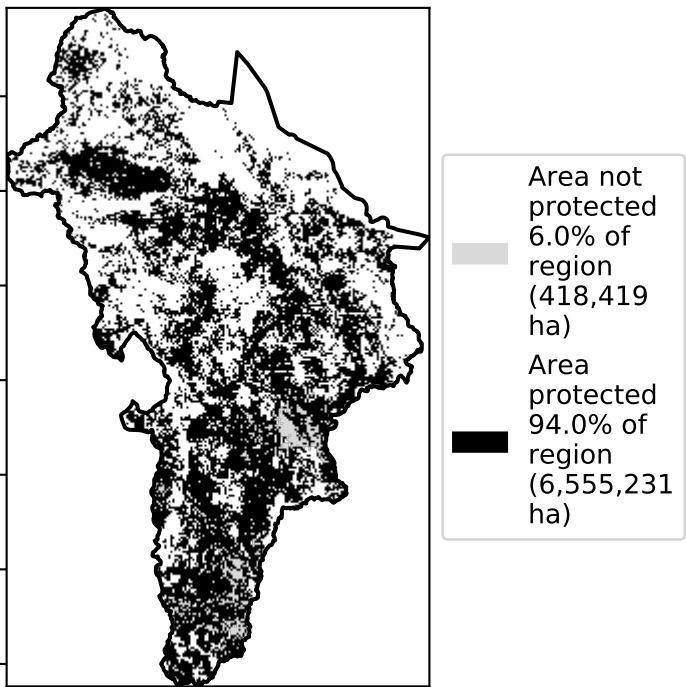 Area not
protected
6.0% of
region
(418,419
ha)
Area
protected
94.0% of
region
(6,555,231
ha)